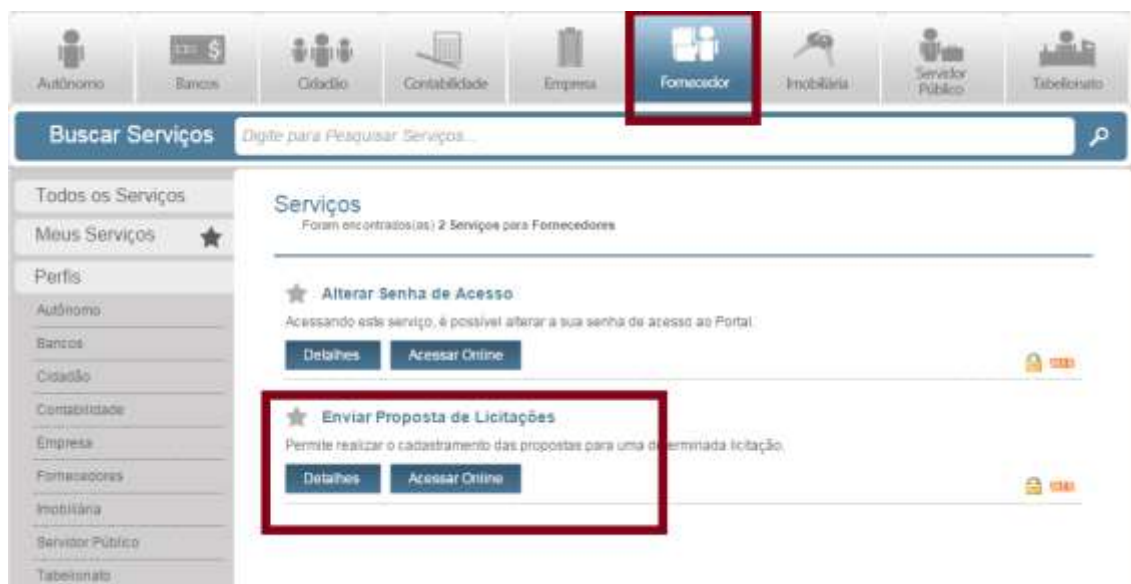 Autônomo
Bancos
Cidadão
Contabilidade
Empresa
Fornecedor
Imobiliária
Servidor
Público
Tabelionato
Buscar Serviços
Digite para Pesquisar Serviços...
Todos os Serviços
Meus Serviços
Perfis
Autônomo
Bancos
Cidadão
Contabilidade
Empresa
Fornecedores
Imobiliária
Servidor Público
Tabelionato
Serviços
Foram encontrados(as) 2 Serviços para Fornecedores
Alterar Senha de Acesso
Acessando este serviço, é possível alterar a sua senha de acesso ao Portal.
Detalhes Acessar Online
Enviar Proposta de Licitações
Permite realizar o cadastramento das propostas para uma determinada licitação.
Detalhes Acessar Online